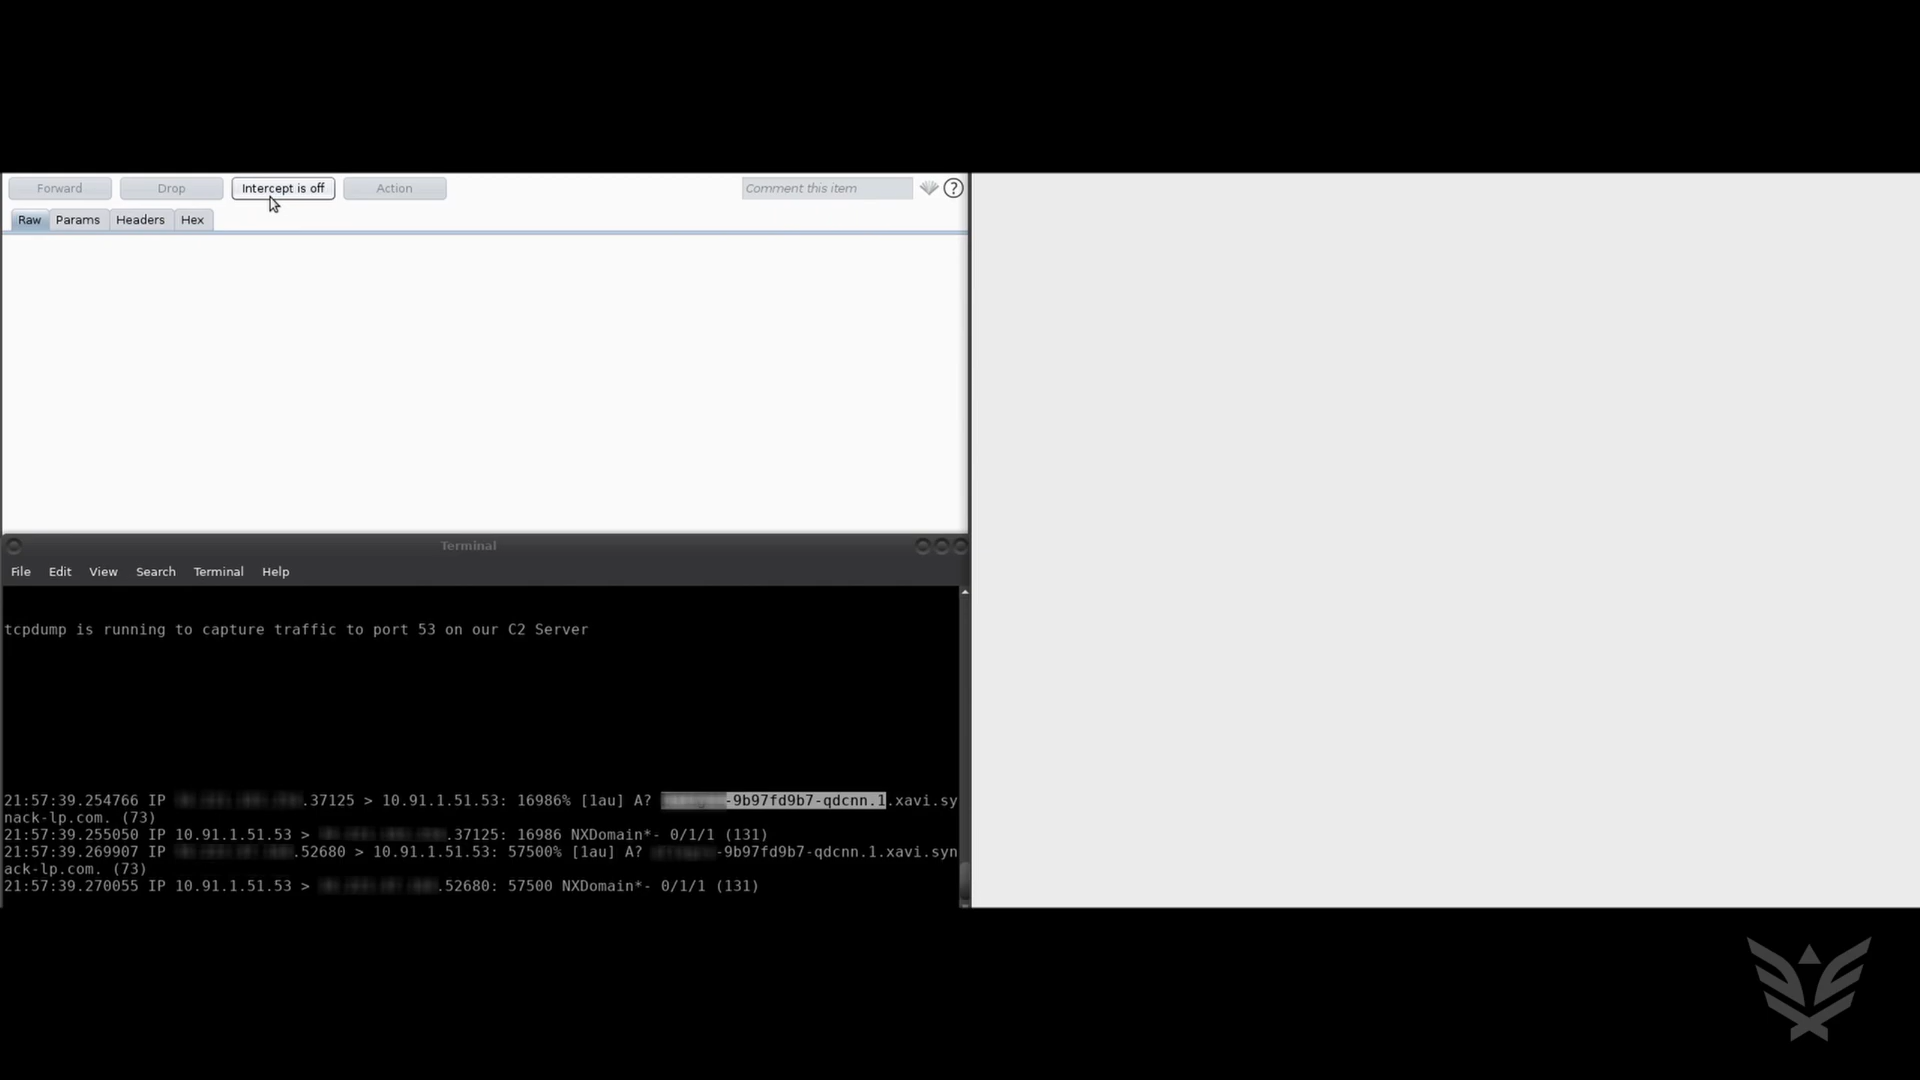 Forward Drop Intercept is off Action Comment this item ?
Raw Params Headers Hex
Terminal
File Edit View Search Terminal Help
tcpdump is running to capture traffic to port 53 on our C2 Server
21:57:39.254766 IP .37125 > 10.91.1.51.53: 16986% [1au] A? -9b97fd9b7-qdcnn.1.xavi.sy
nack-lp.com. (73)
21:57:39.255050 IP 10.91.1.51.53 > .37125: 16986 NXDomain*- 0/1/1 (131)
21:57:39.269907 IP .52680 > 10.91.1.51.53: 57500% [1au] A? -9b97fd9b7-qdcnn.1.xavi.syn
ack-lp.com. (73)
21:57:39.270055 IP 10.91.1.51.53 > .52680: 57500 NXDomain*- 0/1/1 (131)